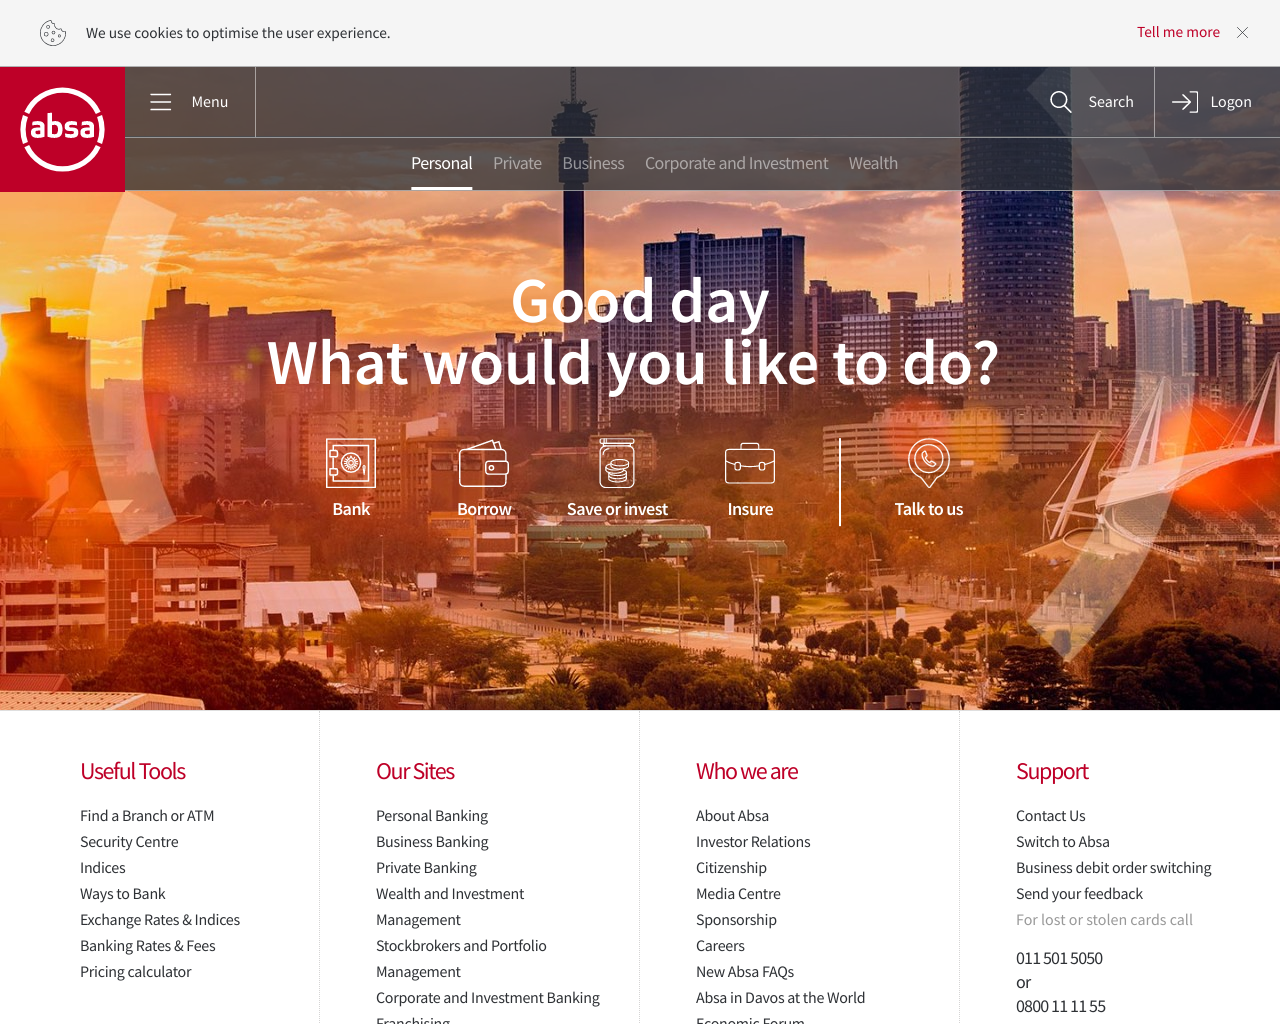 We use cookies to optimise the user experience.
Tell me more
absa
Menu
Search
Logon
Personal
Private
Business
Corporate and Investment
Wealth
Good day
What would you like to do?
Bank
Borrow
Save or invest
Insure
Talk to us
Useful Tools
Find a Branch or ATM
Security Centre
Indices
Ways to Bank
Exchange Rates & Indices
Banking Rates & Fees
Pricing calculator
Our Sites
Personal Banking
Business Banking
Private Banking
Wealth and Investment
Management
Stockbrokers and Portfolio
Management
Corporate and Investment Banking
Franchising
Who we are
About Absa
Investor Relations
Citizenship
Media Centre
Sponsorship
Careers
New Absa FAQs
Absa in Davos at the World
Economic Forum
Support
Contact Us
Switch to Absa
Business debit order switching
Send your feedback
For lost or stolen cards call
011 501 5050
or
0800 11 11 55